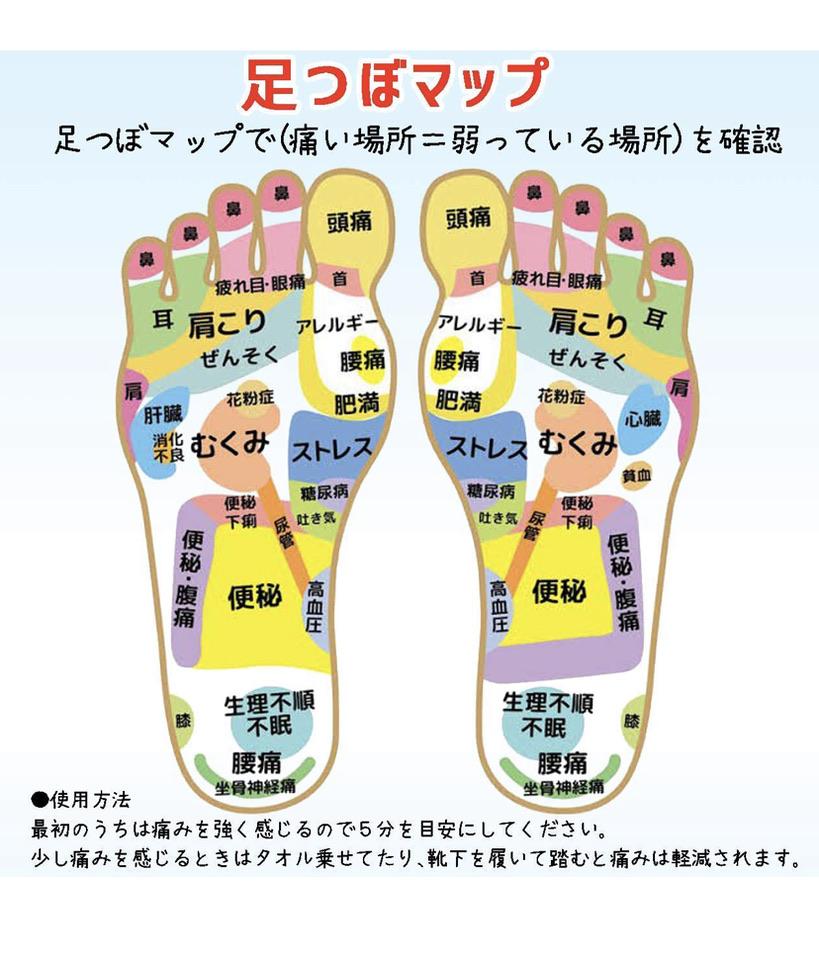 足つぼマップ
足つぼマップで(痛い場所＝弱っている場所)を確認
鼻
鼻
鼻
鼻
頭痛
首
疲れ目・眼痛
耳
肩こり
アレルギー
ぜんそく
腰痛
肩
肝臓
花粉症
肥満
消化
不良
むくみ
ストレス
糖尿病
便秘
下痢
尿管
吐き気
便秘・腹痛
便秘
高血圧
膝
生理不順
不眠
腰痛
坐骨神経痛
頭痛
鼻
鼻
鼻
鼻
首
疲れ目・眼痛
アレルギー
肩こり
耳
腰痛
ぜんそく
肩
肥満
花粉症
心臓
ストレス
むくみ
貧血
糖尿病
吐き気
尿管
便秘
下痢
高血圧
便秘
便秘・腹痛
生理不順
不眠
膝
腰痛
坐骨神経痛
●使用方法
最初のうちは痛みを強く感じるので５分を目安にしてください。
少し痛みを感じるときはタオル乗せてたり、靴下を履いて踏むと痛みは軽減されます。